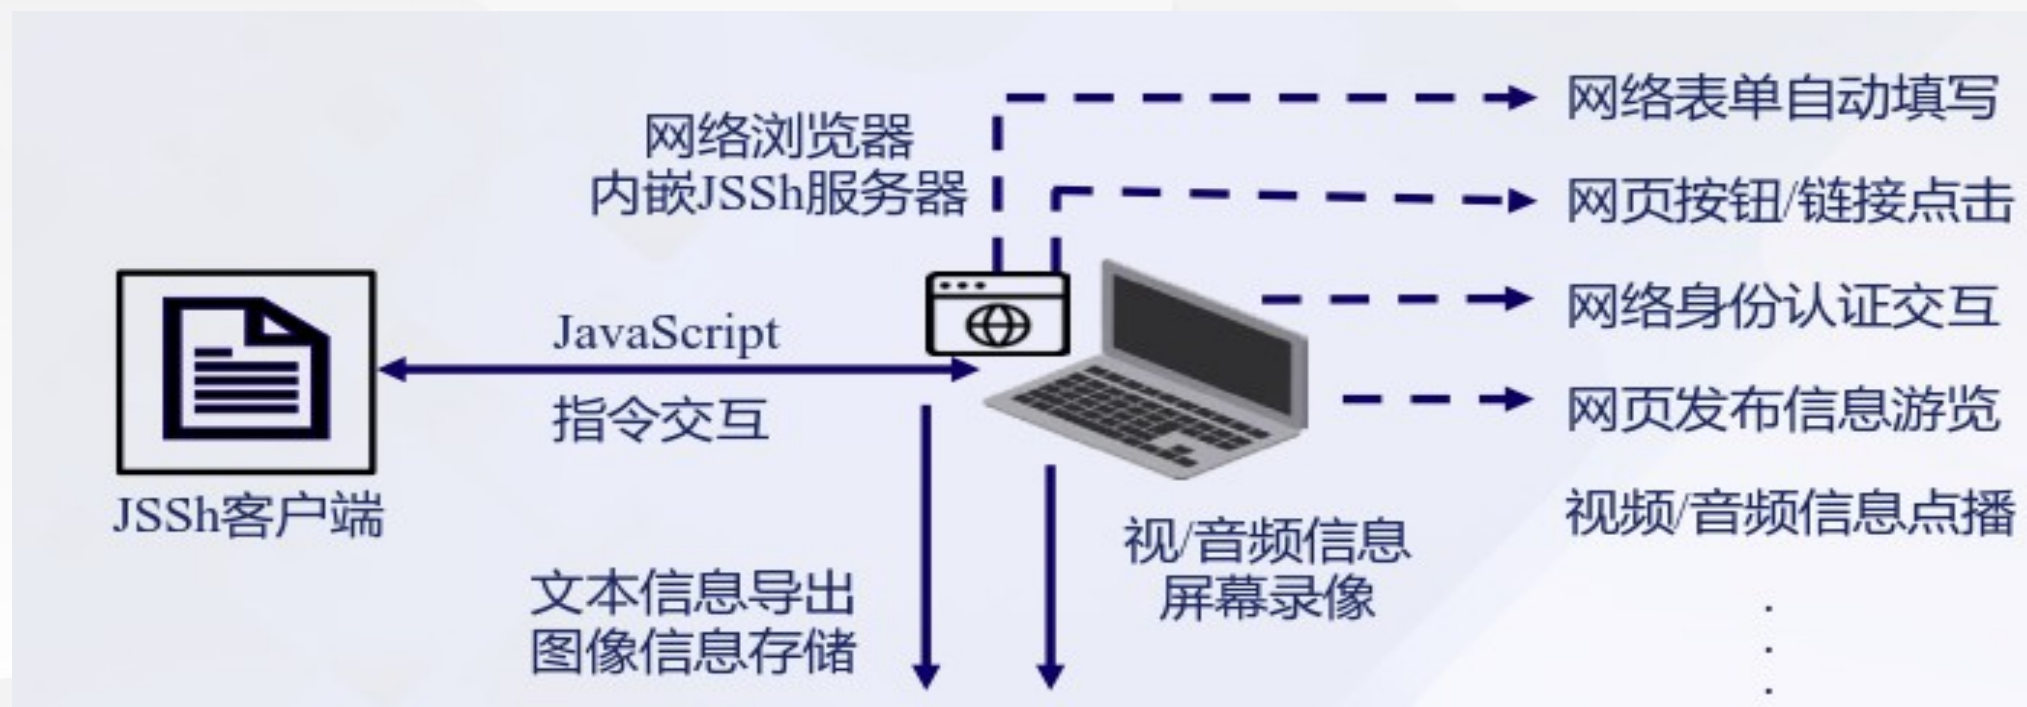 网络浏览器
内嵌JSSh服务器
网络表单自动填写
网页按钮/链接点击
网络身份认证交互
网页发布信息游览
视频/音频信息点播
JavaScript
指令交互
JSSh客户端
文本信息导出
图像信息存储
视/音频信息
屏幕录像